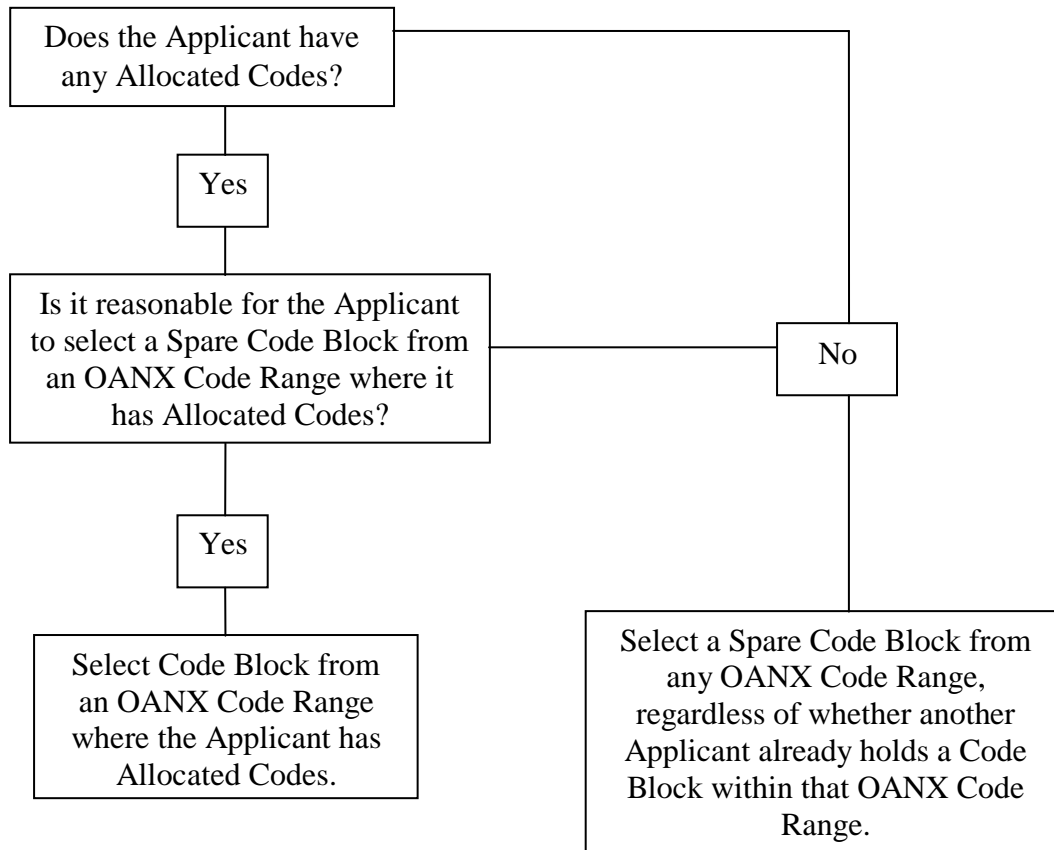 Does the Applicant have
any Allocated Codes?
Yes
Is it reasonable for the Applicant
to select a Spare Code Block from
an OANX Code Range where it
has Allocated Codes?
No
Yes
Select Code Block from
an OANX Code Range
where the Applicant has
Allocated Codes.
Select a Spare Code Block from
any OANX Code Range,
regardless of whether another
Applicant already holds a Code
Block within that OANX Code
Range.